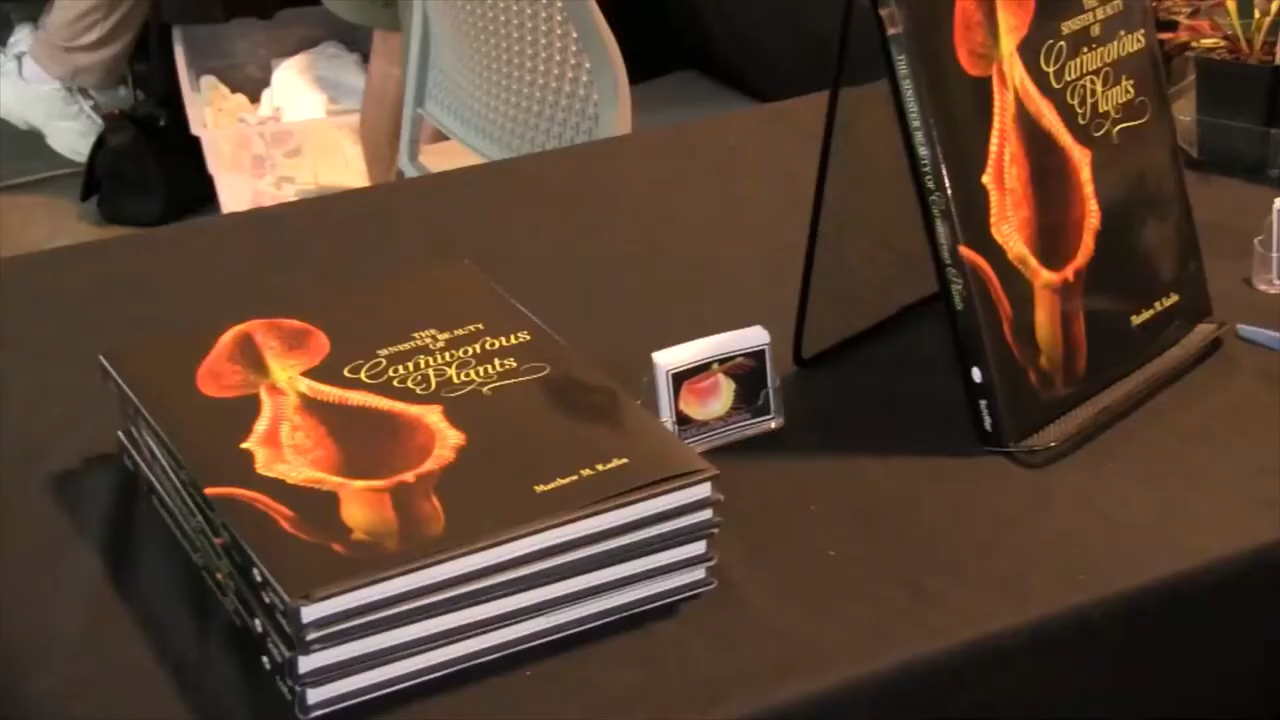 THE
SINISTER BEAUTY
OF
Carnivorous
Plants
Matthew M. Kaelin
THE SINISTER BEAUTY OF Carnivorous Plants
Schiffer
THE
SINISTER BEAUTY
OF
Carnivorous
Plants
Matthew M. Kaelin